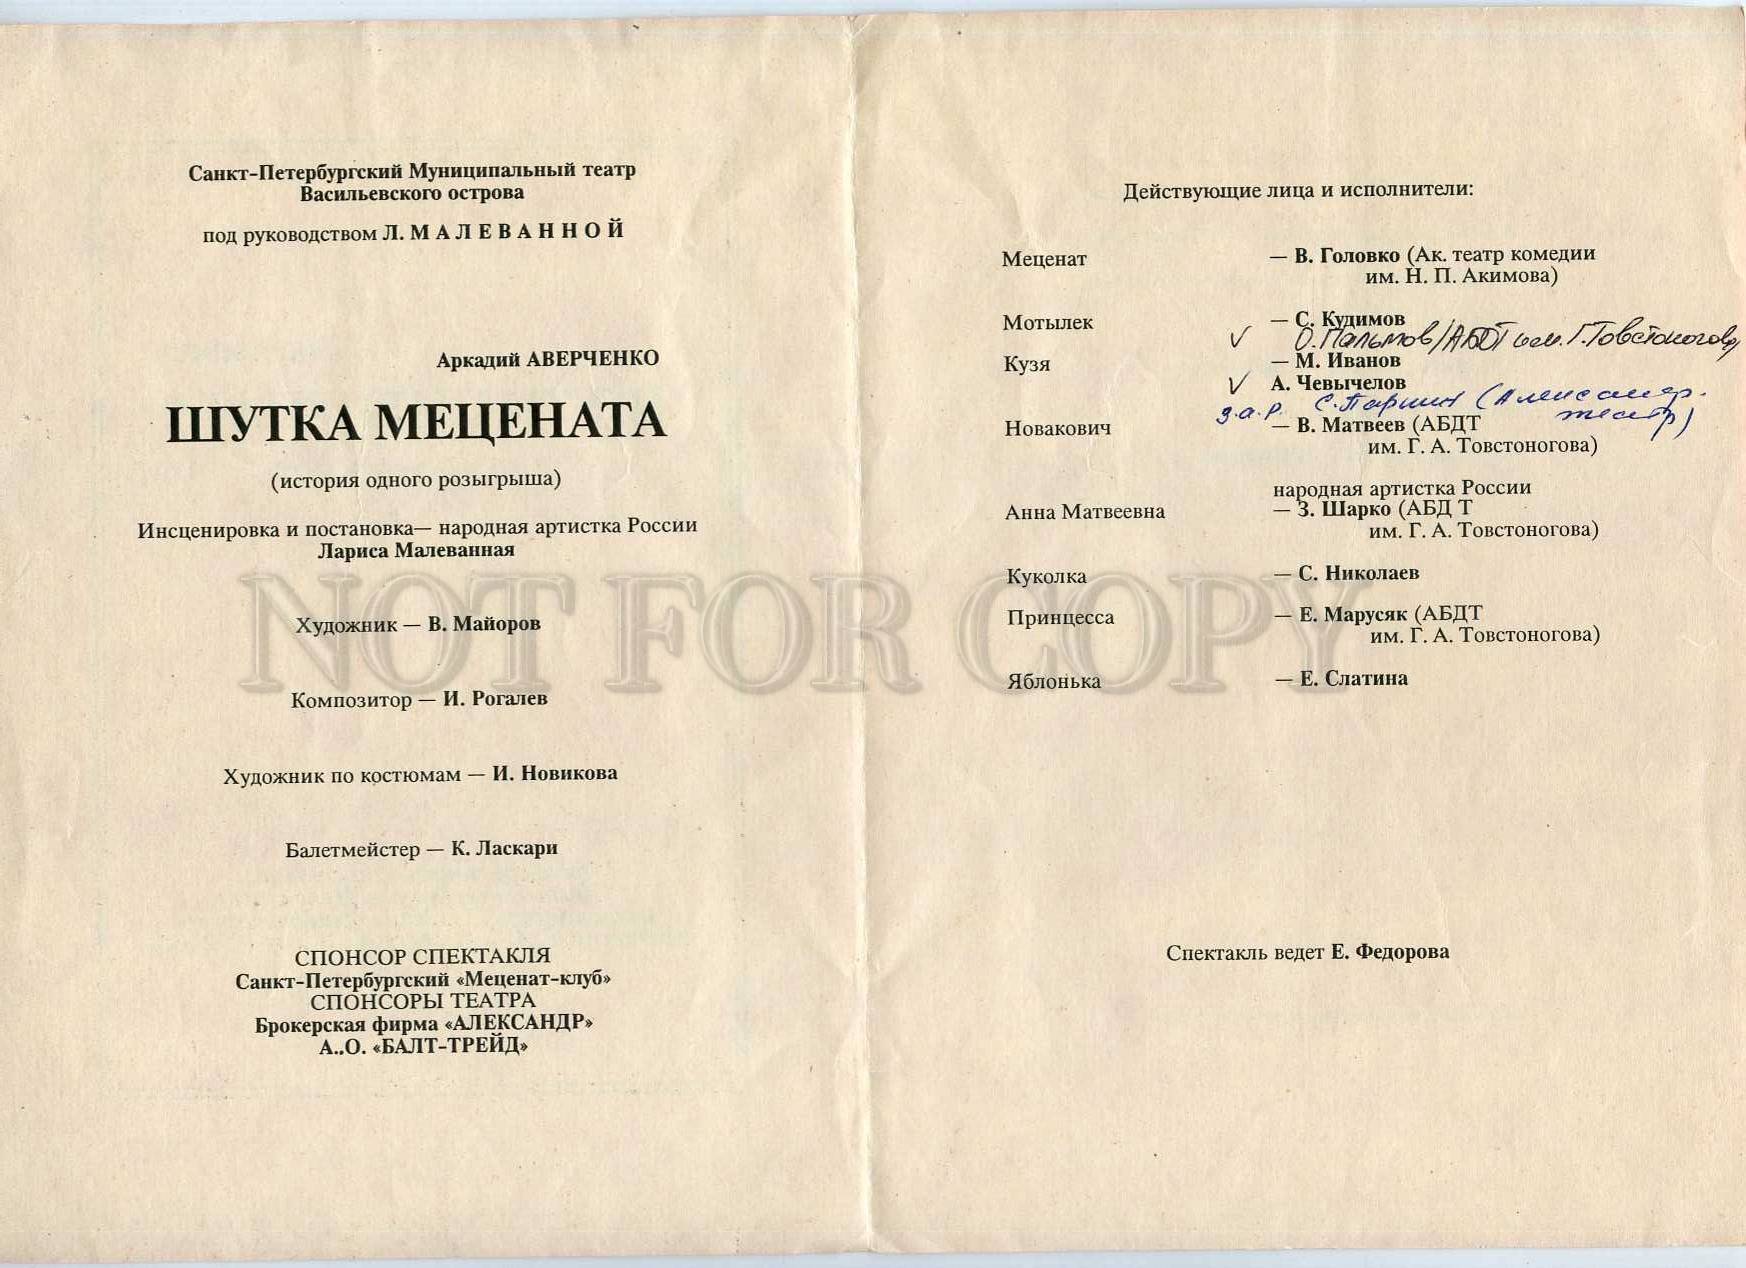 Санкт-Петербургский Муниципальный театр
Васильевского острова
под руководством Л. МАЛЕВАННОЙ
Аркадий АВЕРЧЕНКО
ШУТКА МЕЦЕНАТА
(история одного розыгрыша)
Инсценировка и постановка— народная артистка России
Лариса Малеванная
Художник — В. Майоров
Композитор — И. Рогалев
Художник по костюмам — И. Новикова
Балетмейстер — К. Ласкари
СПОНСОР СПЕКТАКЛЯ
Санкт-Петербургский «Меценат-клуб»
СПОНСОРЫ ТЕАТРА
Брокерская фирма «АЛЕКСАНДР»
А..О. «БАЛТ-ТРЕЙД»
Действующие лица и исполнители:
Меценат — В. Головко (Ак. театр комедии
им. Н. П. Акимова)
Мотылек — С. Кудимов
О. Пальмов/АБДТ им. Г. Товстоногова/
Кузя — М. Иванов
А. Чевычелов
з.а.р. С. Паршин (Александр.
театр)
Новакович — В. Матвеев (АБДТ
им. Г. А. Товстоногова)
народная артистка России
Анна Матвеевна — З. Шарко (АБД Т
им. Г. А. Товстоногова)
Куколка — С. Николаев
Принцесса — Е. Марусяк (АБДТ
им. Г. А. Товстоногова)
Яблонька — Е. Слатина
Спектакль ведет Е. Федорова
NOT FOR COPY